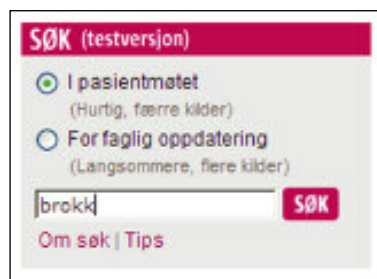 SØK (testversjon)
I pasientmøtet
(Hurtig, færre kilder)
For faglig oppdatering
(Langsommere, flere kilder)
brokk SØK
Om søk | Tips